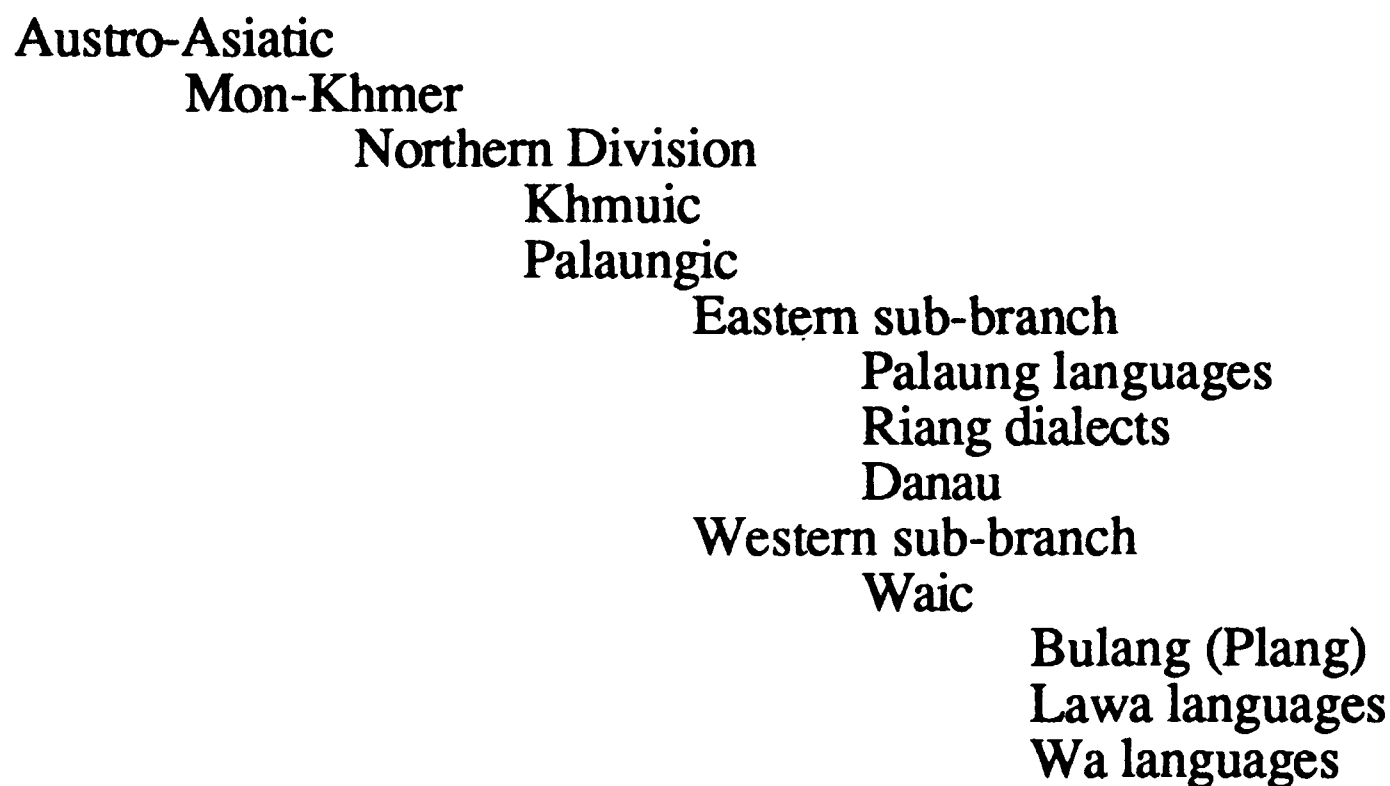 Austro-Asiatic
Mon-Khmer
Northern Division
Khmuic
Palaungic
Eastern sub-branch
Palaung languages
Riang dialects
Danau
Western sub-branch
Waic
Bulang (Plang)
Lawa languages
Wa languages